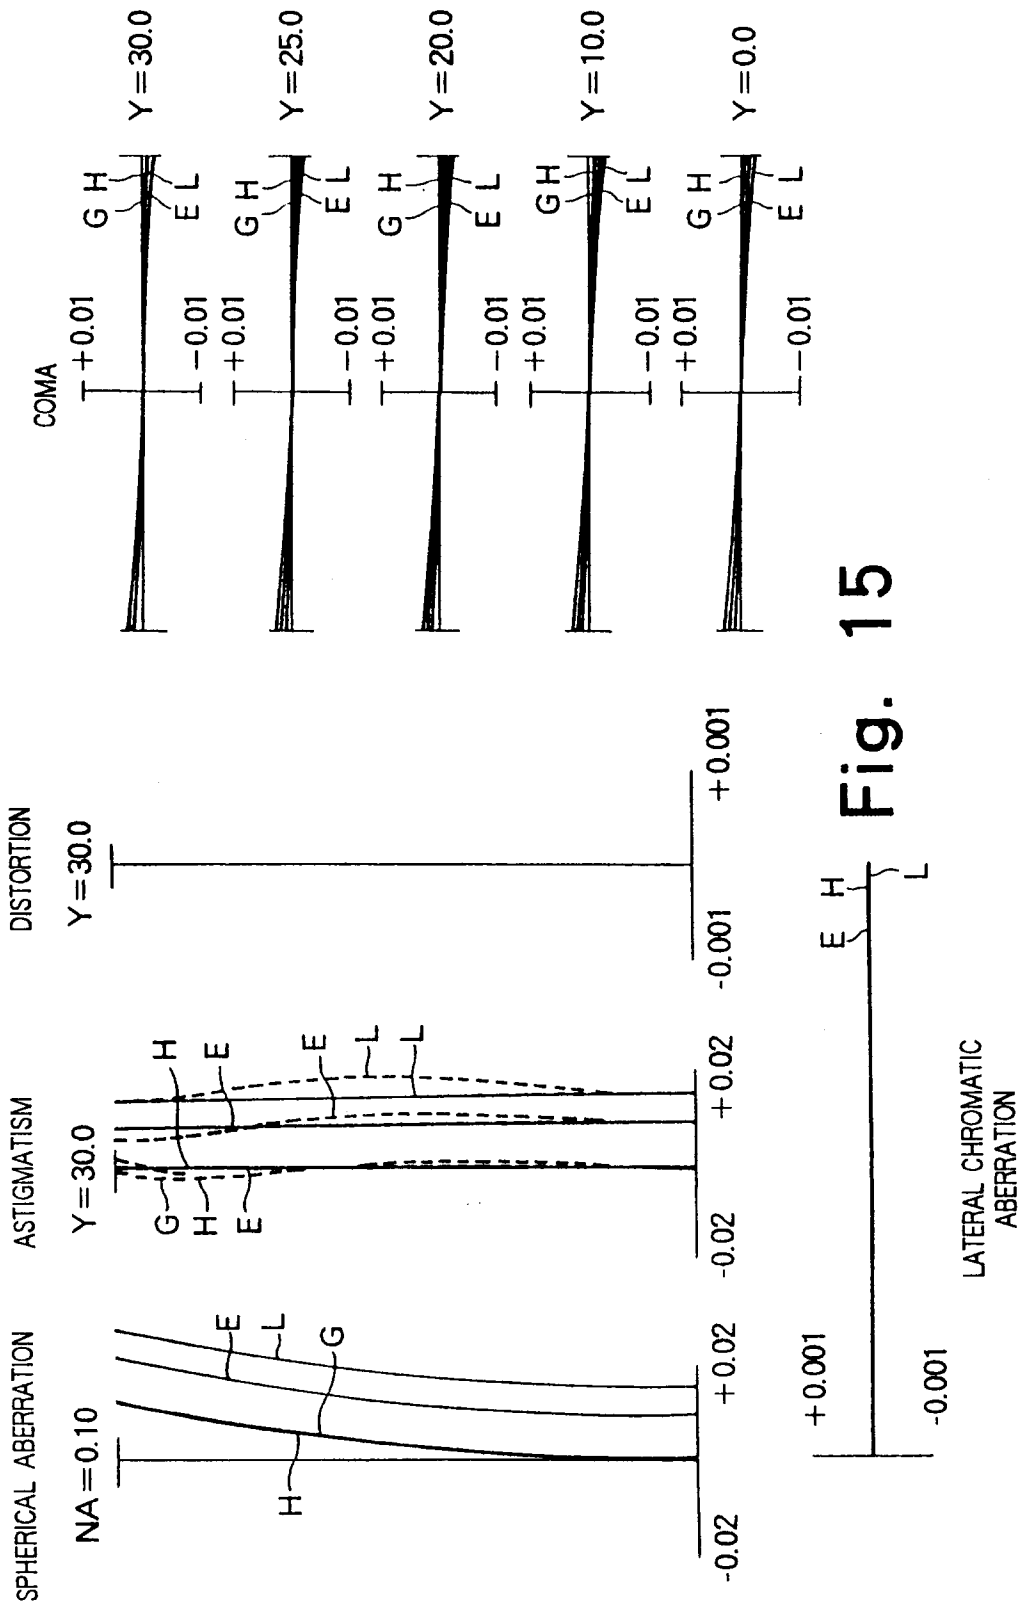 SPHERICAL ABERRATION
NA=0.10
H
E
L
G
-0.02
+0.02
ASTIGMATISM
Y=30.0
H
E
E
L
L
G
H
E
-0.02
+0.02
DISTORTION
Y=30.0
-0.001
+0.001
COMA
+0.01
-0.01
G H
E L
Y=30.0
+0.01
-0.01
G H
E L
Y=25.0
+0.01
-0.01
G H
E L
Y=20.0
+0.01
-0.01
G H
E L
Y=10.0
+0.01
-0.01
G H
E L
Y=0.0
+0.001
-0.001
E H
L
LATERAL CHROMATIC
ABERRATION
Fig. 15